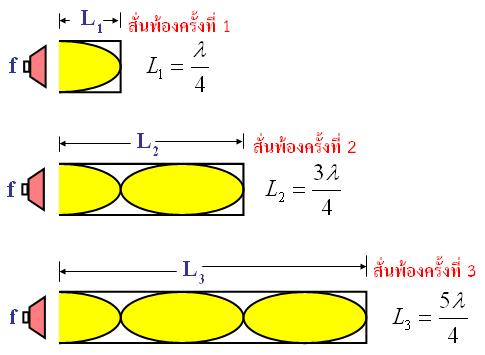 L₁
สั่นพ้องครั้งที่ 1
f
L₁ = λ/4
L₂
สั่นพ้องครั้งที่ 2
f
L₂ = 3λ/4
L₃
สั่นพ้องครั้งที่ 3
f
L₃ = 5λ/4